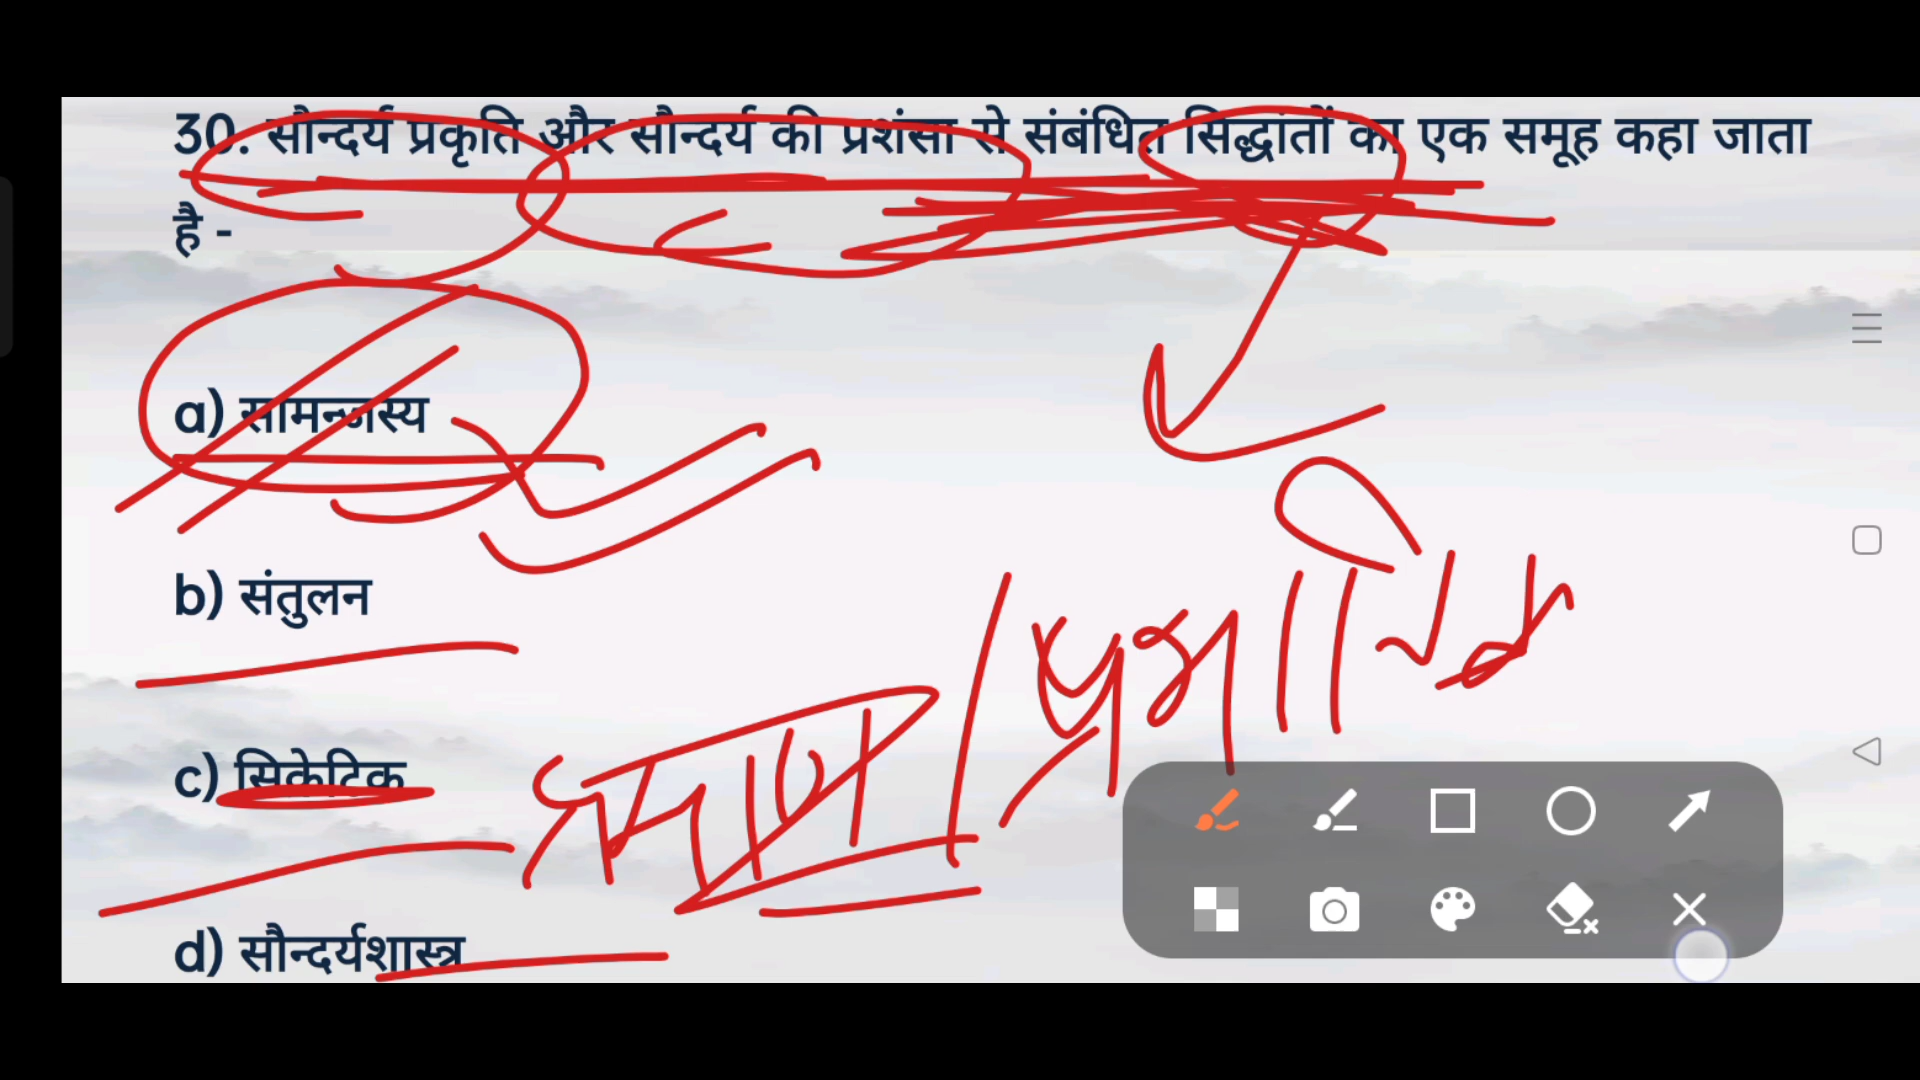 30. सौन्दर्य प्रकृति और सौन्दर्य की प्रशंसा से संबंधित सिद्धांतों का एक समूह कहा जाता
है -
a) सामन्जस्य
b) संतुलन
c) सिकेटिक
d) सौन्दर्यशास्त्र